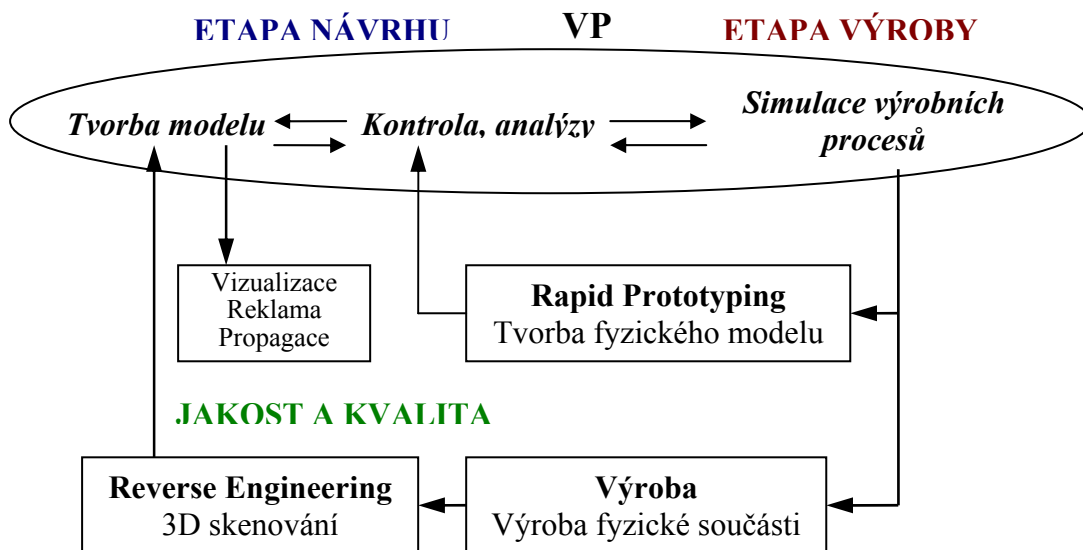 ETAPA NÁVRHU
VP
ETAPA VÝROBY
Tvorba modelu
Kontrola, analýzy
Simulace výrobních
procesů
Vizualizace
Reklama
Propagace
Rapid Prototyping
Tvorba fyzického modelu
JAKOST A KVALITA
Reverse Engineering
3D skenování
Výroba
Výroba fyzické součásti